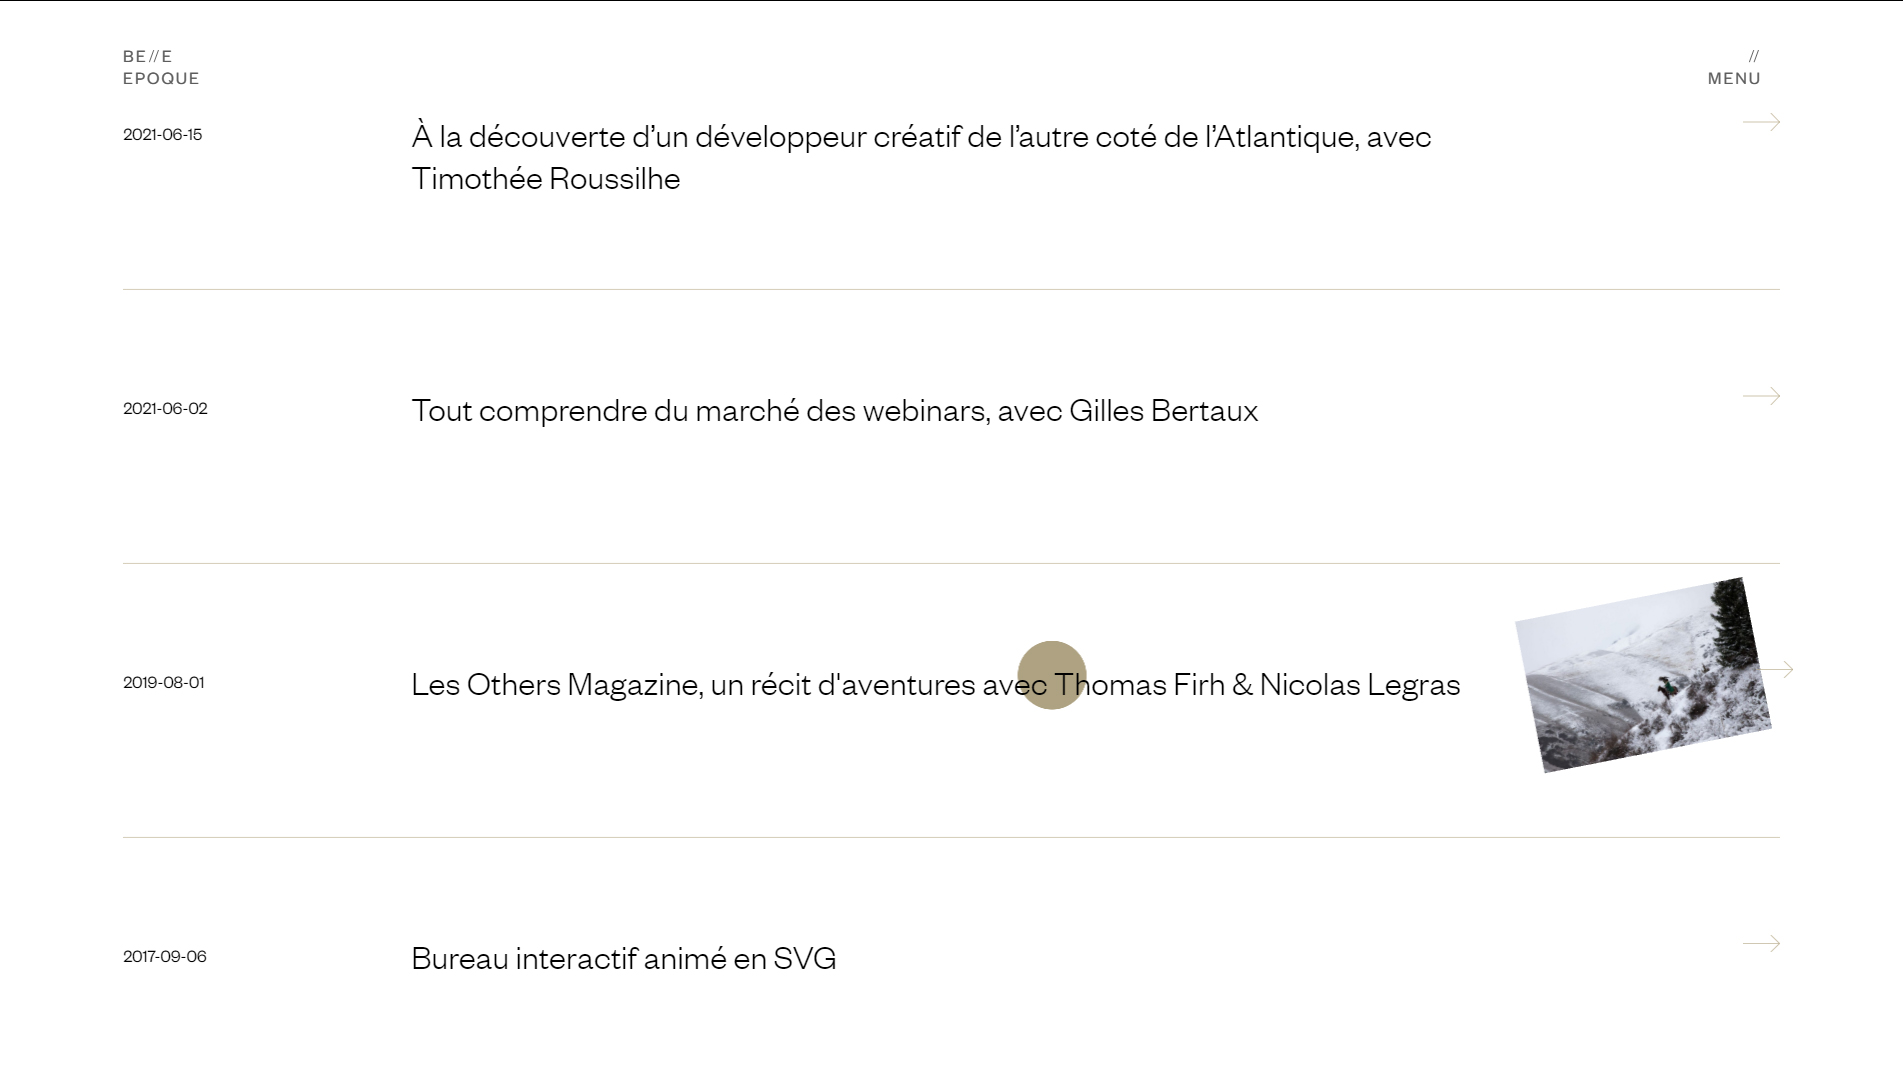 BE//E
EPOQUE
//
MENU
2021-06-15
À la découverte d’un développeur créatif de l’autre coté de l’Atlantique, avec
Timothée Roussilhe
2021-06-02
Tout comprendre du marché des webinars, avec Gilles Bertaux
2019-08-01
Les Others Magazine, un récit d'aventures avec Thomas Firh & Nicolas Legras
2017-09-06
Bureau interactif animé en SVG